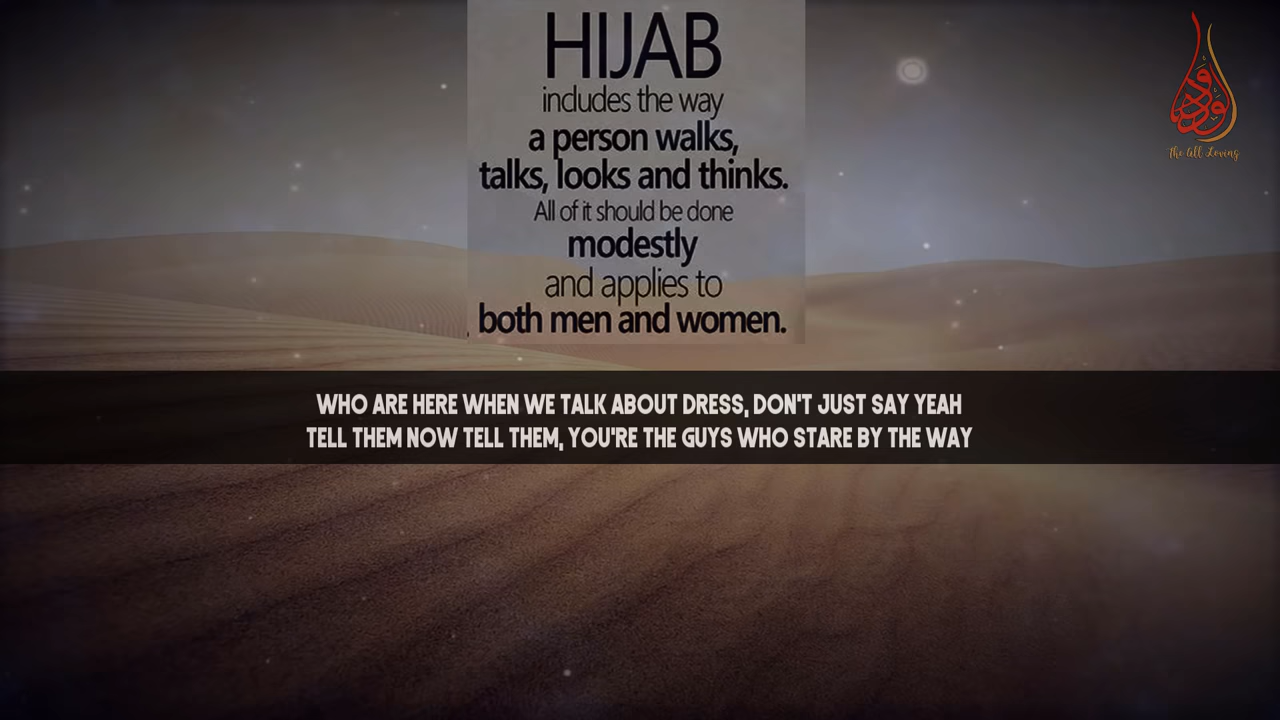 HIJAB
includes the way
a person walks,
talks, looks and thinks.
All of it should be done
modestly
and applies to
both men and women.
ودود
The All Loving
WHO ARE HERE WHEN WE TALK ABOUT DRESS, DON'T JUST SAY YEAH
TELL THEM NOW TELL THEM, YOU'RE THE GUYS WHO STARE BY THE WAY